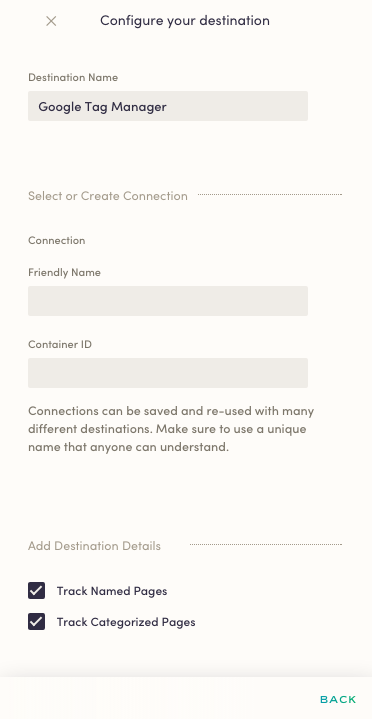 Configure your destination
Destination Name
Google Tag Manager
Select or Create Connection
Connection
Friendly Name
Container ID
Connections can be saved and re-used with many
different destinations. Make sure to use a unique
name that anyone can understand.
Add Destination Details
Track Named Pages
Track Categorized Pages
BACK